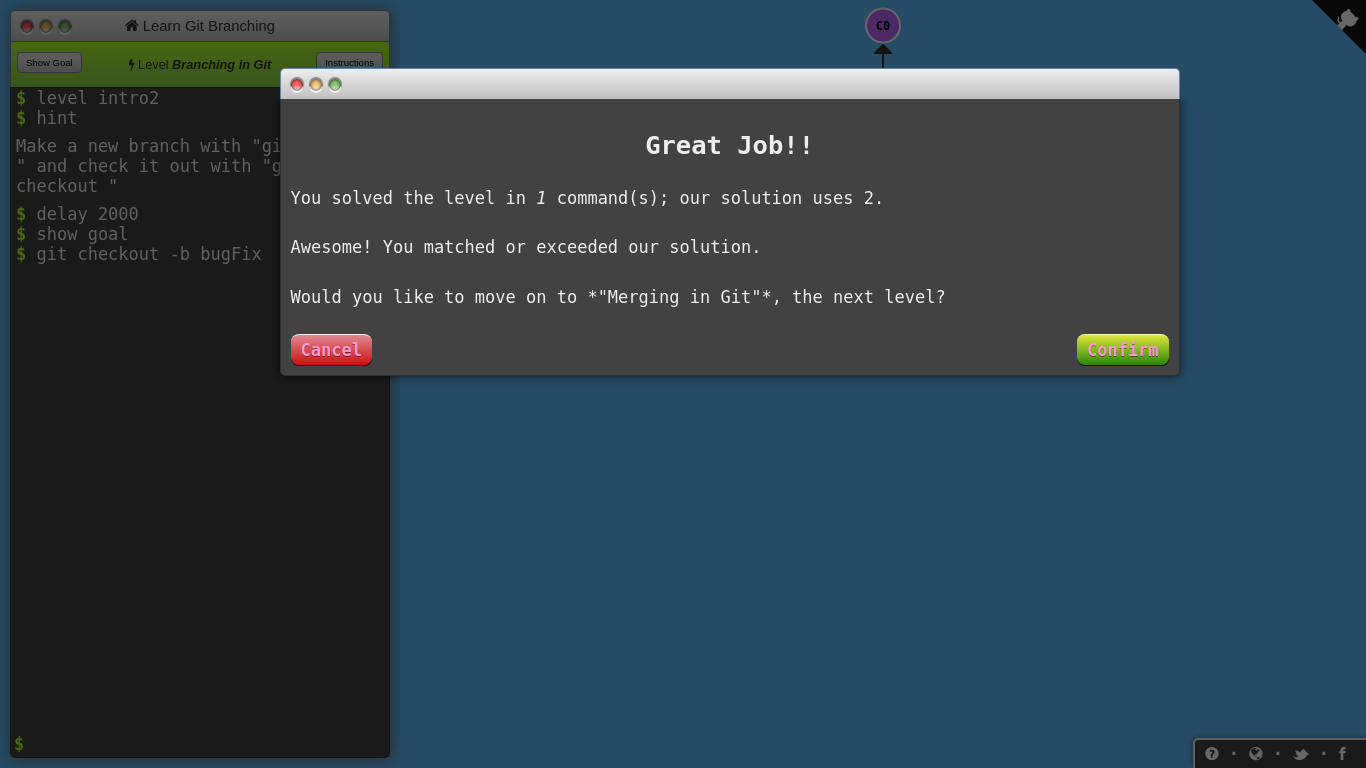 Learn Git Branching
C0
Show Goal
Level Branching in Git
Instructions
$ level intro2
$ hint
Make a new branch with "gi
" and check it out with "g
checkout "
$ delay 2000
$ show goal
$ git checkout -b bugFix
Great Job!!
You solved the level in 1 command(s); our solution uses 2.
Awesome! You matched or exceeded our solution.
Would you like to move on to *"Merging in Git"*, the next level?
Cancel
Confirm
$